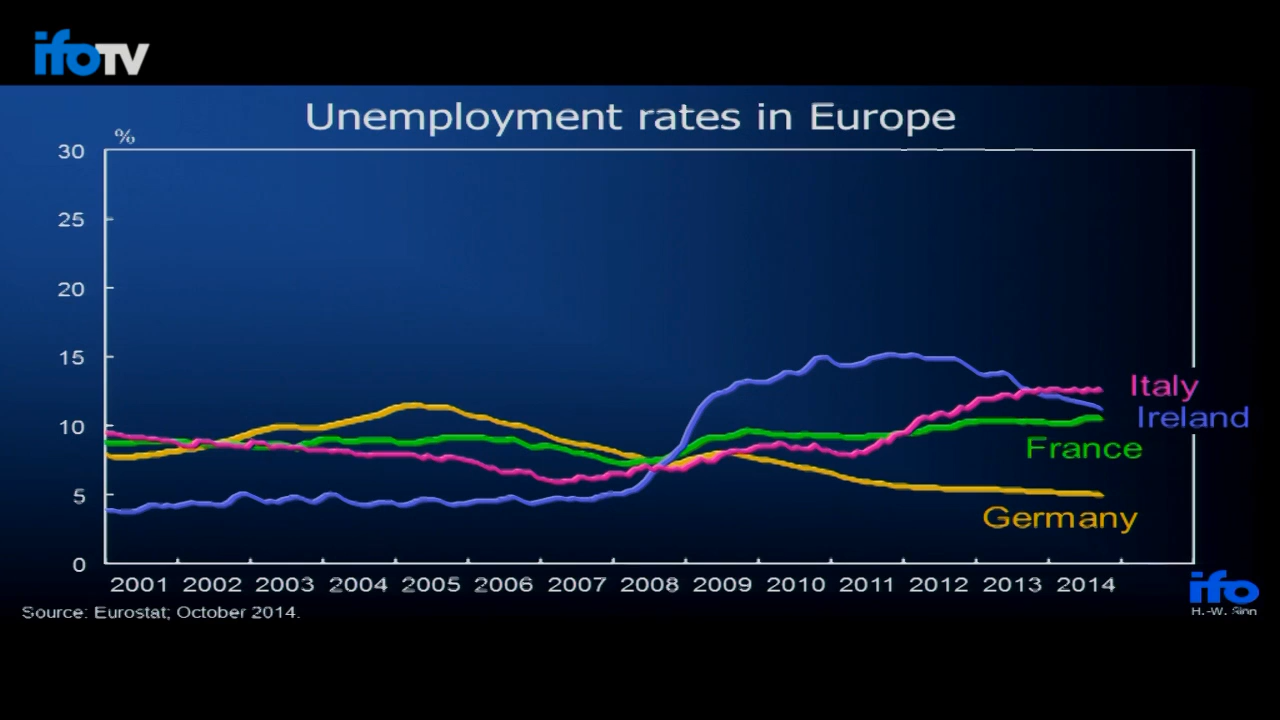 ifoTV
Unemployment rates in Europe
%
30
25
20
15
10
5
0
Italy
Ireland
France
Germany
2001 2002 2003 2004 2005 2006 2007 2008 2009 2010 2011 2012 2013 2014
Source: Eurostat; October 2014.
ifo
H.-W. Sinn